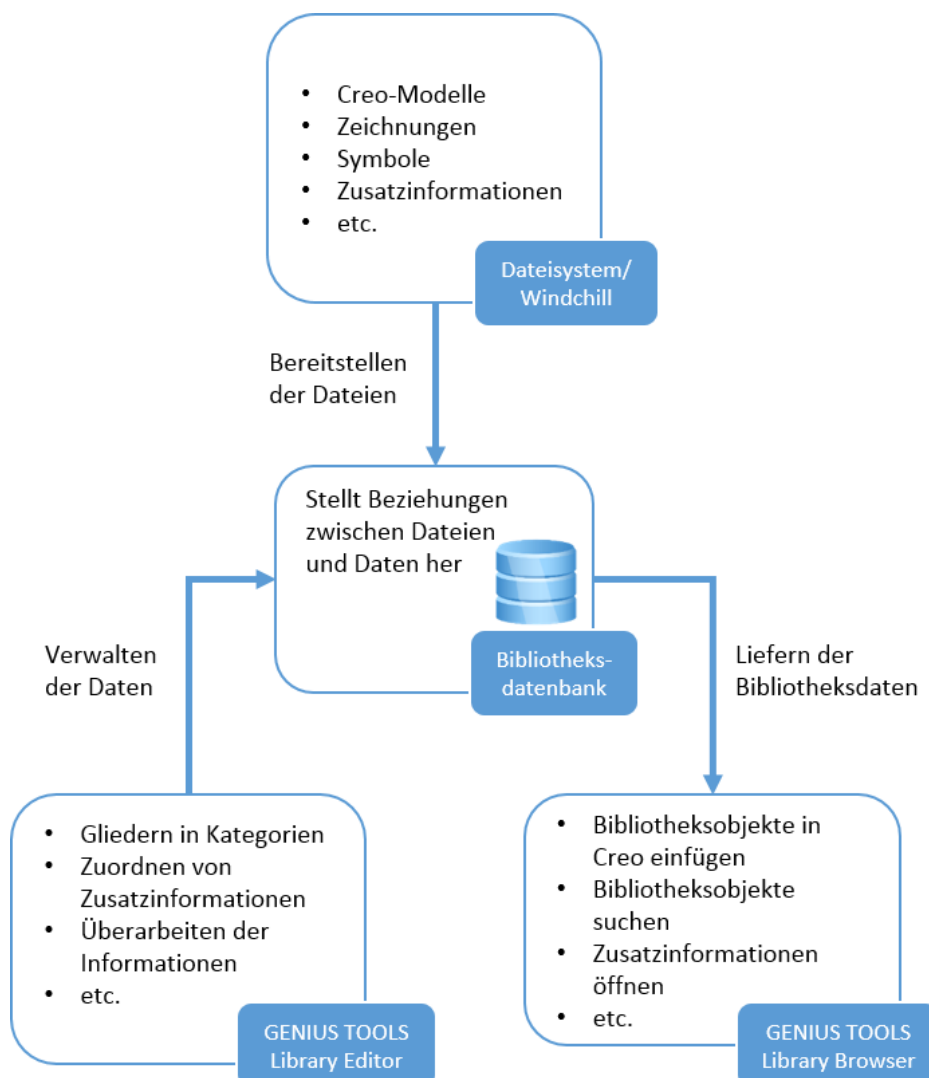 • Creo-Modelle
• Zeichnungen
• Symbole
• Zusatzinformationen
• etc.
Dateisystem/
Windchill
Bereitstellen
der Dateien
Stellt Beziehungen
zwischen Dateien
und Daten her
Bibliotheks-
datenbank
Verwalten
der Daten
Liefern der
Bibliotheksdaten
• Gliedern in Kategorien
• Zuordnen von
Zusatzinformationen
• Überarbeiten der
Informationen
• etc.
GENIUS TOOLS
Library Editor
• Bibliotheksobjekte in
Creo einfügen
• Bibliotheksobjekte
suchen
• Zusatzinformationen
öffnen
• etc.
GENIUS TOOLS
Library Browser